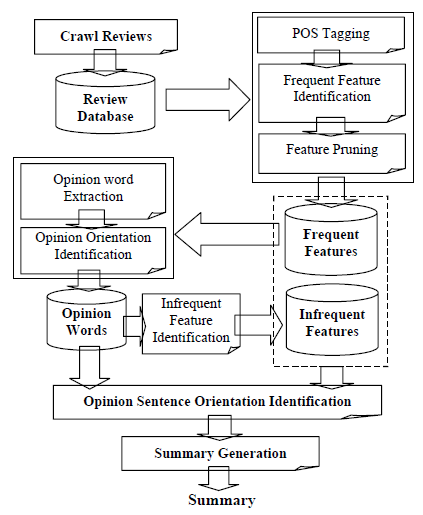 Crawl Reviews
Review
Database
POS Tagging
Frequent Feature
Identification
Feature Pruning
Opinion word
Extraction
Opinion Orientation
Identification
Frequent
Features
Opinion
Words
Infrequent
Feature
Identification
Infrequent
Features
Opinion Sentence Orientation Identification
Summary Generation
Summary